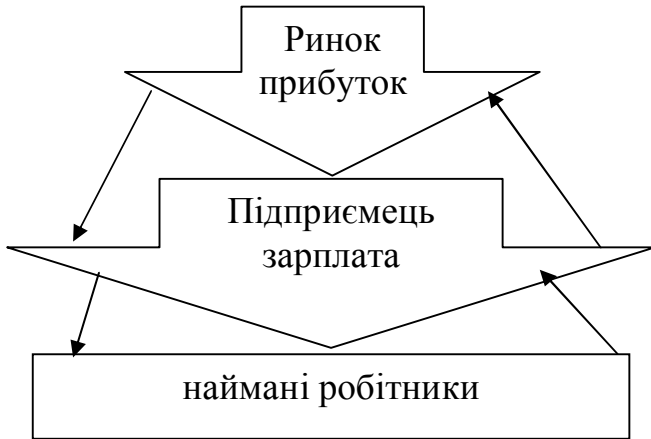 Ринок
прибуток
Підприємець
зарплата
наймані робітники